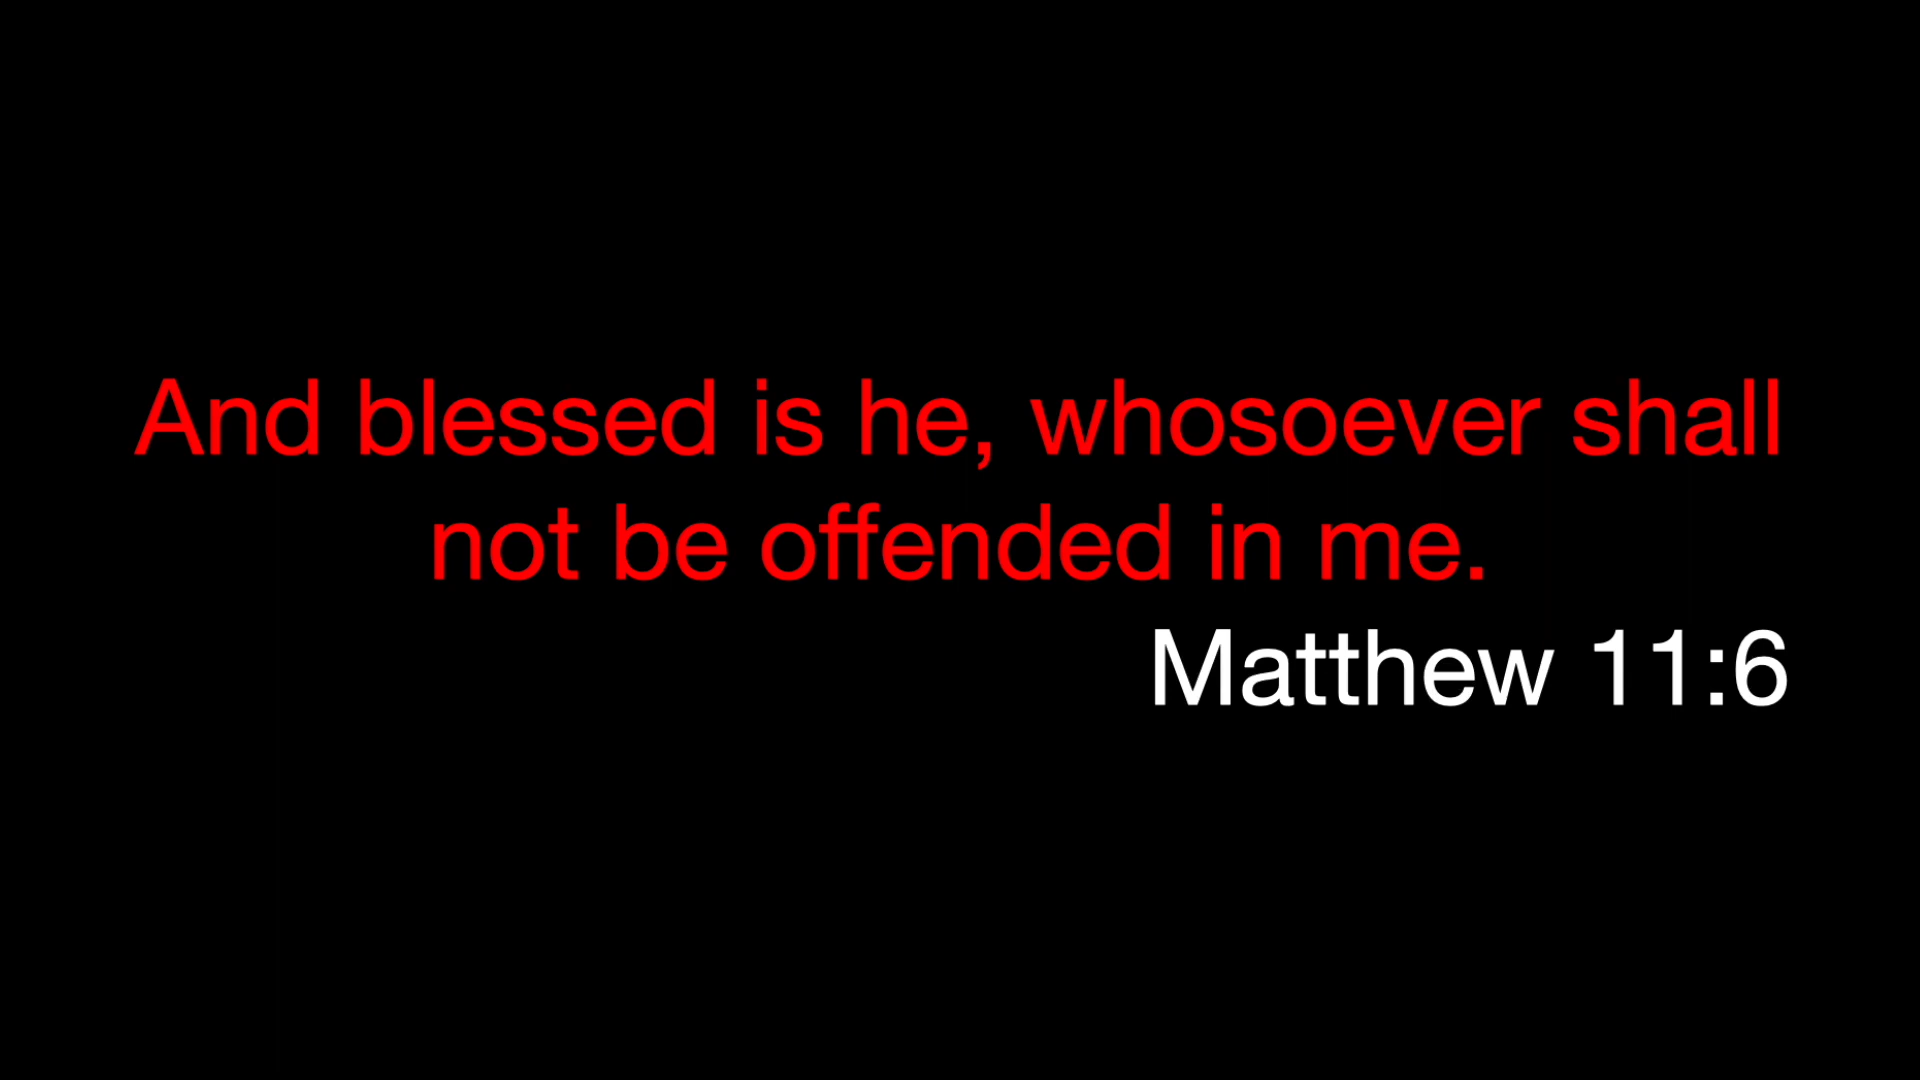 And blessed is he, whosoever shall
not be offended in me.
Matthew 11:6